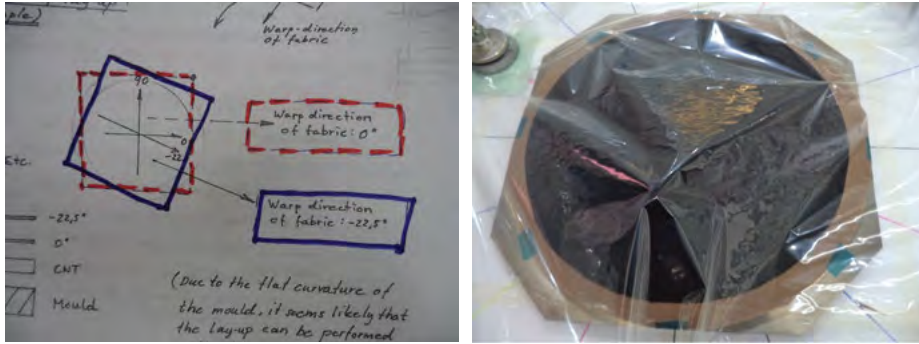 ple)
Warp-direction
of fabric
90
0
-22
Warp direction
of fabric: 0°
Warp direction
of fabric: -22,5°
Etc.
-22,5°
0°
CNT
Mould
(Due to the flat curvature of
the mould, it seems likely that
the lay-up can be performed